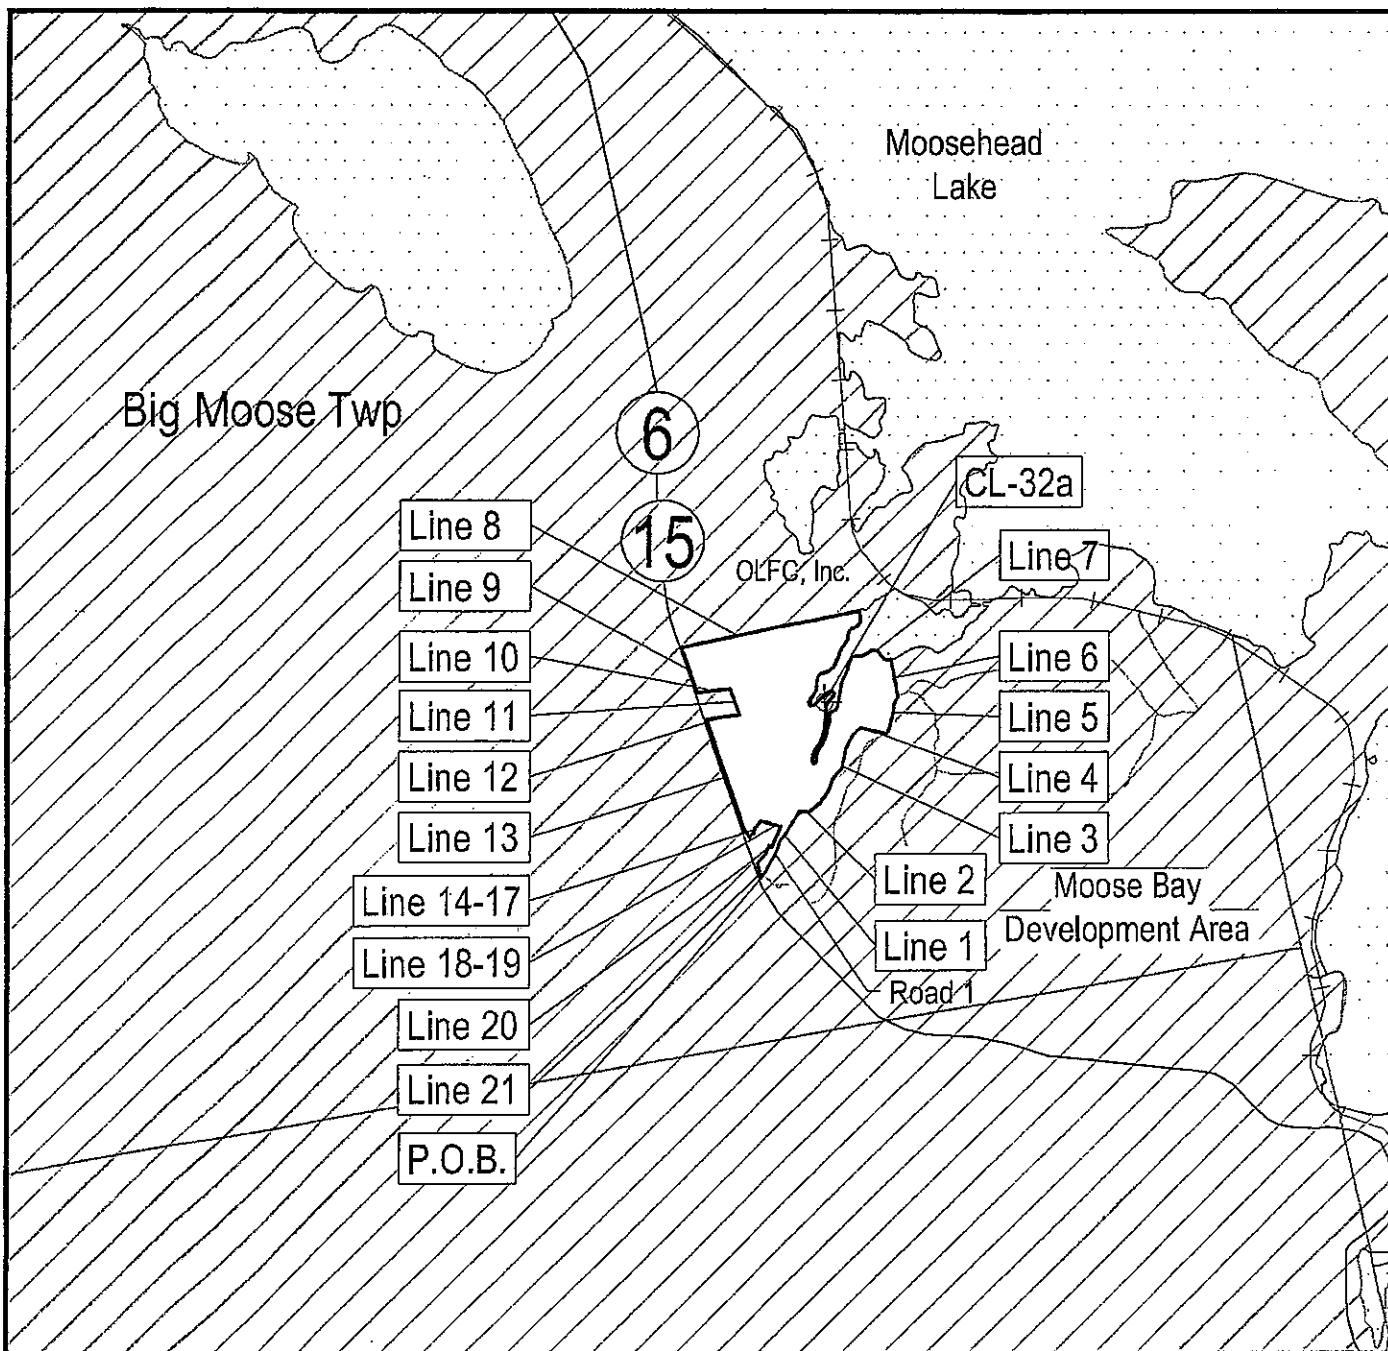 Moosehead
Lake
Big Moose Twp
6
CL-32a
Line 8
15
Line 7
OLFC, Inc.
Line 9
Line 10
Line 6
Line 11
Line 5
Line 12
Line 4
Line 13
Line 3
Line 2
Moose Bay
Development Area
Line 14-17
Line 1
Line 18-19
Road 1
Line 20
Line 21
P.O.B.